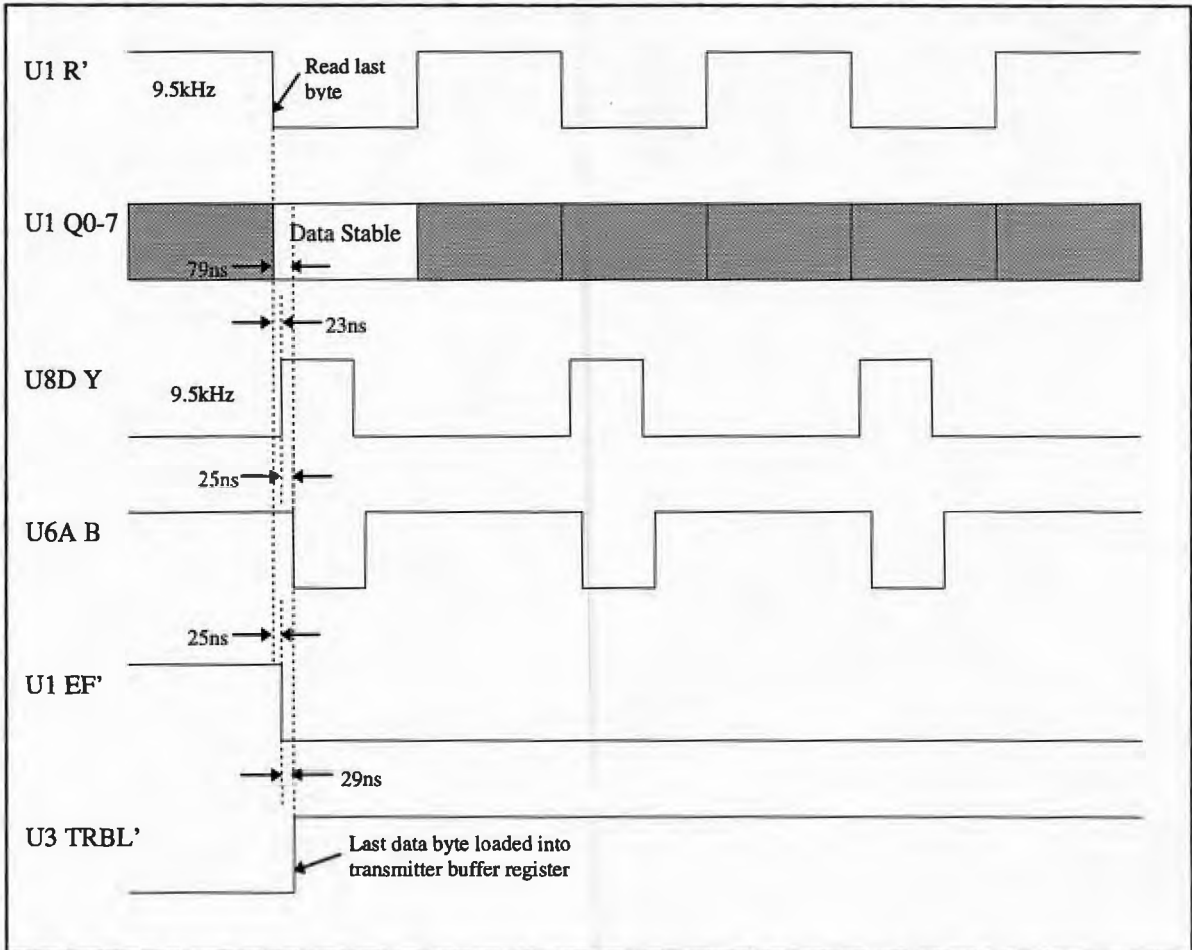 U1 R'
9.5kHz
Read last
byte
U1 Q0-7
Data Stable
79ns
23ns
U8D Y
9.5kHz
25ns
U6A B
25ns
U1 EF'
29ns
U3 TRBL'
Last data byte loaded into
transmitter buffer register